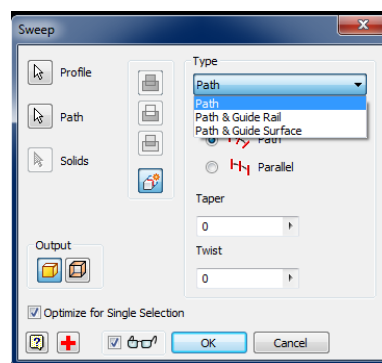 Sweep
Profile
Path
Solids
Type
Path
Path
Path & Guide Rail
Path & Guide Surface
Path
Parallel
Taper
0
Twist
0
Output
Optimize for Single Selection
OK
Cancel